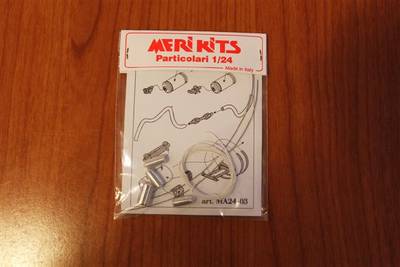 MERI KITS
Particolari 1/24
Made in Italy
art. MA24-03